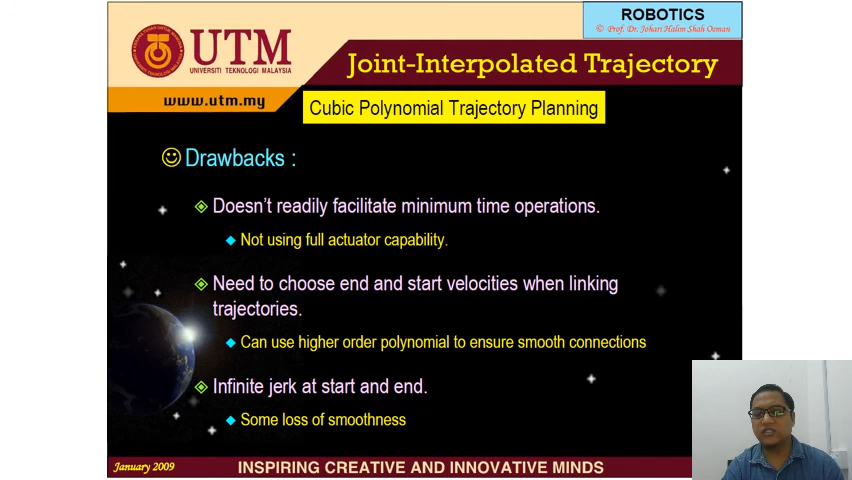 ROBOTICS
© Prof. Dr. Johari Halim Shah Osman
UTM
UNIVERSITI TEKNOLOGI MALAYSIA
Joint-Interpolated Trajectory
www.utm.my
Cubic Polynomial Trajectory Planning
Drawbacks :
Doesn't readily facilitate minimum time operations.
Not using full actuator capability.
Need to choose end and start velocities when linking
trajectories.
Can use higher order polynomial to ensure smooth connections
Infinite jerk at start and end.
Some loss of smoothness
January 2009
INSPIRING CREATIVE AND INNOVATIVE MINDS